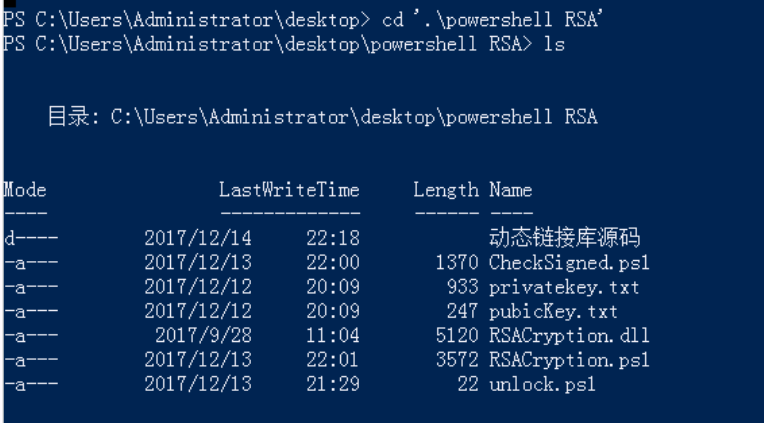 PS C:\Users\Administrator\desktop> cd '.\powershell RSA'
PS C:\Users\Administrator\desktop\powershell RSA> ls
目录: C:\Users\Administrator\desktop\powershell RSA
Mode LastWriteTime Length Name
---- ------------- ------ ----
d---- 2017/12/14 22:18 动态链接库源码
-a--- 2017/12/13 22:00 1370 CheckSigned.ps1
-a--- 2017/12/12 20:09 933 privatekey.txt
-a--- 2017/12/12 20:09 247 pubicKey.txt
-a--- 2017/9/28 11:04 5120 RSACryption.dll
-a--- 2017/12/13 22:01 3572 RSACryption.ps1
-a--- 2017/12/13 21:29 22 unlock.ps1